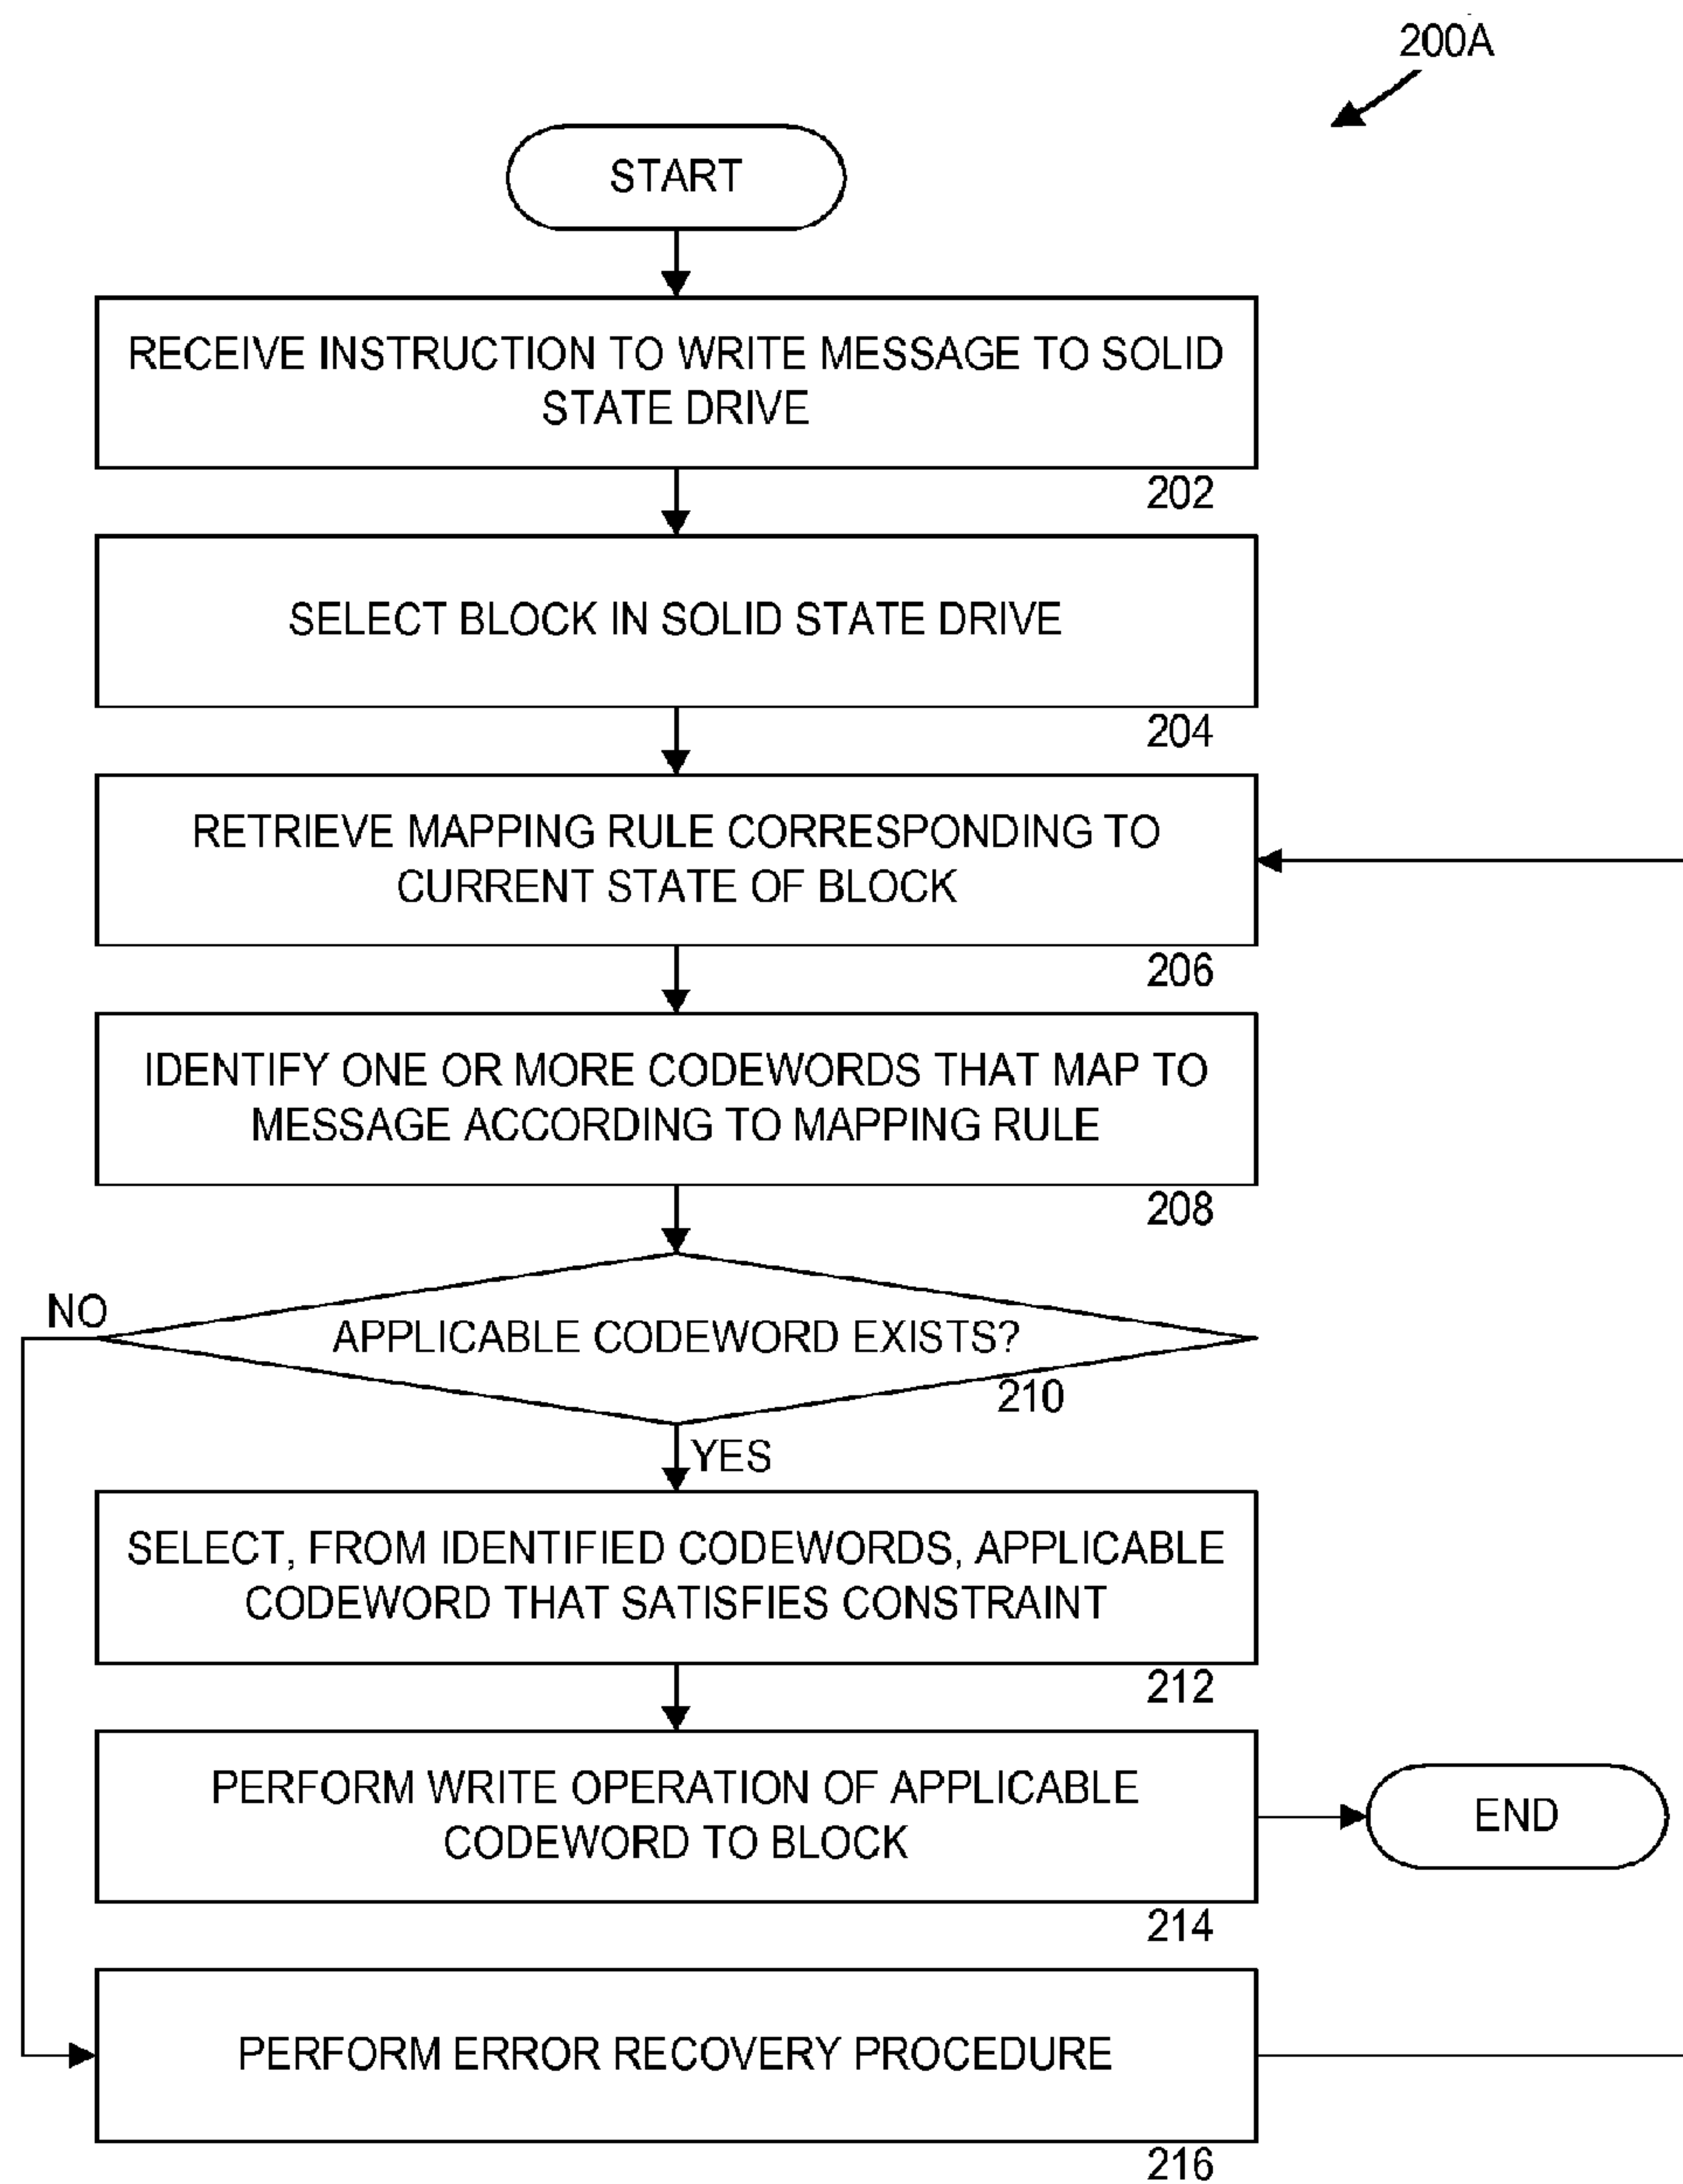 200A
START
RECEIVE INSTRUCTION TO WRITE MESSAGE TO SOLID
STATE DRIVE
202
SELECT BLOCK IN SOLID STATE DRIVE
204
RETRIEVE MAPPING RULE CORRESPONDING TO
CURRENT STATE OF BLOCK
206
IDENTIFY ONE OR MORE CODEWORDS THAT MAP TO
MESSAGE ACCORDING TO MAPPING RULE
208
NO
APPLICABLE CODEWORD EXISTS?
210
YES
SELECT, FROM IDENTIFIED CODEWORDS, APPLICABLE
CODEWORD THAT SATISFIES CONSTRAINT
212
PERFORM WRITE OPERATION OF APPLICABLE
CODEWORD TO BLOCK
END
214
PERFORM ERROR RECOVERY PROCEDURE
216